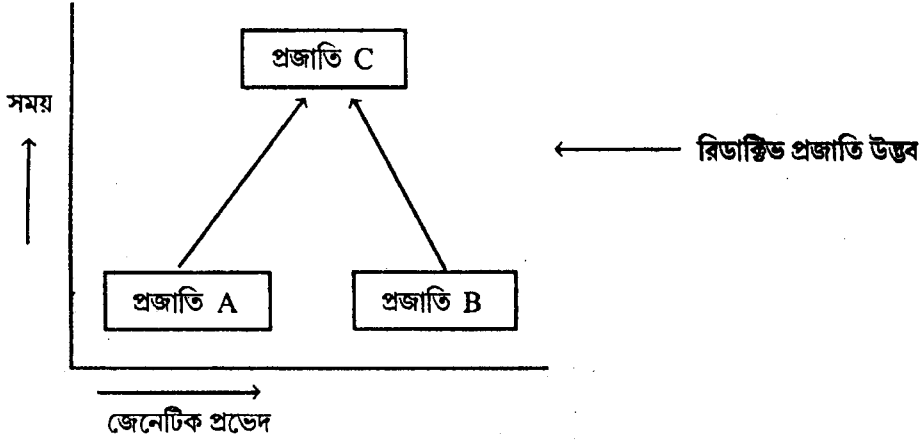 প্রজাতি C
সময়
রিডাক্টিভ প্রজাতি উদ্ভব
প্রজাতি A
প্রজাতি B
জেনেটিক প্রভেদ